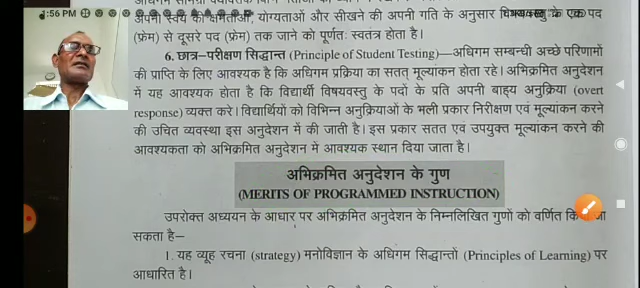 1:56 PM
अपनी स्वयं की क्षमताओं, योग्यताओं और सीखने की अपनी गति के अनुसार के एक पद
(फ्रेम) से दूसरे पद (फ्रेम) तक जाने को पूर्णतः स्वतंत्र होता है।
6. छात्र-परीक्षण सिद्धान्त (Principle of Student Testing)—अधिगम सम्बन्धी अच्छे परिणामों
की प्राप्ति के लिए आवश्यक है कि अधिगम प्रक्रिया का सतत् मूल्यांकन होता रहे। अभिक्रमित अनुदेशन
में यह आवश्यक होता है कि विद्यार्थी विषयवस्तु के पदों के प्रति अपनी बाह्य अनुक्रिया (overt
response) व्यक्त करे। विद्यार्थियों को विभिन्न अनुक्रियाओं के भली प्रकार निरीक्षण एवं मूल्यांकन करने
की उचित व्यवस्था इस अनुदेशन में की जाती है। इस प्रकार सतत एवं उपयुक्त मूल्यांकन करने की
आवश्यकता को अभिक्रमित अनुदेशन में आवश्यक स्थान दिया जाता है।
अभिक्रमित अनुदेशन के गुण
(MERITS OF PROGRAMMED INSTRUCTION)
उपरोक्त अध्ययन के आधार पर अभिक्रमित अनुदेशन के निम्नलिखित गुणों को वर्णित जा
सकता है—
1. यह व्यूह रचना (strategy) मनोविज्ञान के अधिगम सिद्धान्तों (Principles of Learning) पर
आधारित है।